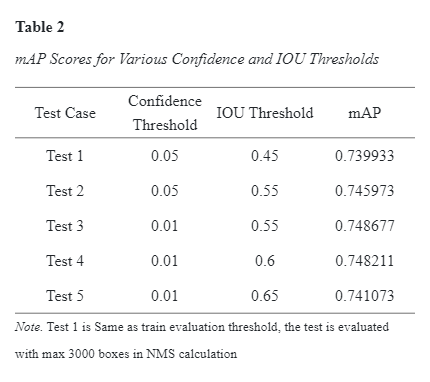 Table 2
mAP Scores for Various Confidence and IOU Thresholds
Test Case Confidence Threshold IOU Threshold mAP
Test 1 0.05 0.45 0.739933
Test 2 0.05 0.55 0.745973
Test 3 0.01 0.55 0.748677
Test 4 0.01 0.6 0.748211
Test 5 0.01 0.65 0.741073
Note. Test 1 is Same as train evaluation threshold, the test is evaluated
with max 3000 boxes in NMS calculation